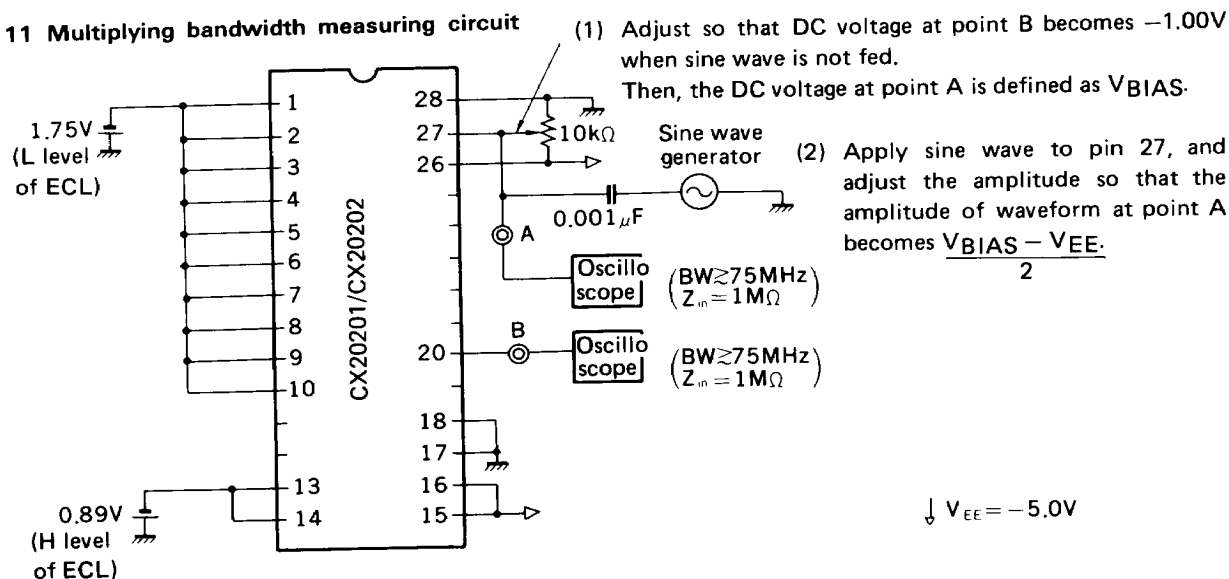 11 Multiplying bandwidth measuring circuit
(1) Adjust so that DC voltage at point B becomes −1.00V
when sine wave is not fed.
Then, the DC voltage at point A is defined as VBIAS.
1.75V
(L level
of ECL)
1
2
3
4
5
6
7
8
9
10
13
14
0.89V
(H level
of ECL)
CX20201/CX20202
28
27
26
20
18
17
16
15
10kΩ
Sine wave
generator
0.001μF
A
Oscillo
scope
(BW≳75MHz
Zin=1MΩ)
B
Oscillo
scope
(BW≳75MHz
Zin=1MΩ)
(2) Apply sine wave to pin 27, and
adjust the amplitude so that the
amplitude of waveform at point A
becomes VBIAS − VEE.
2
VEE=−5.0V